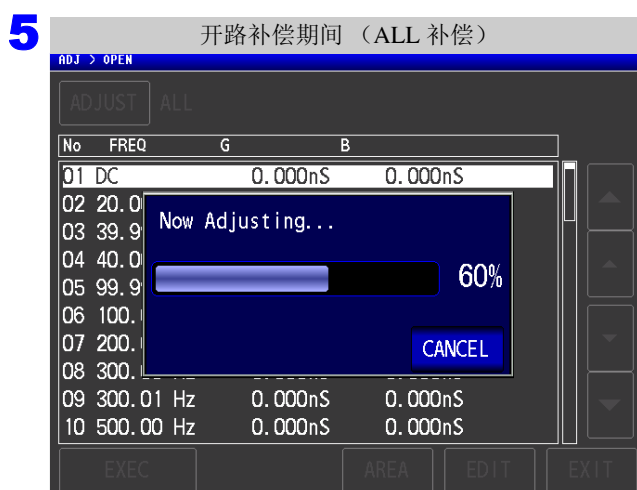 5
开路补偿期间 （ALL 补偿）
ADJ > OPEN
ADJUST ALL
No FREQ G B
01 DC 0.000nS 0.000nS
02 20.0
03 39.9
04 40.0
05 99.9
06 100.
07 200.
08 300.
Now Adjusting...
60%
CANCEL
09 300.01 Hz 0.000nS 0.000nS
10 500.00 Hz 0.000nS 0.000nS
EXEC AREA EDIT EXIT